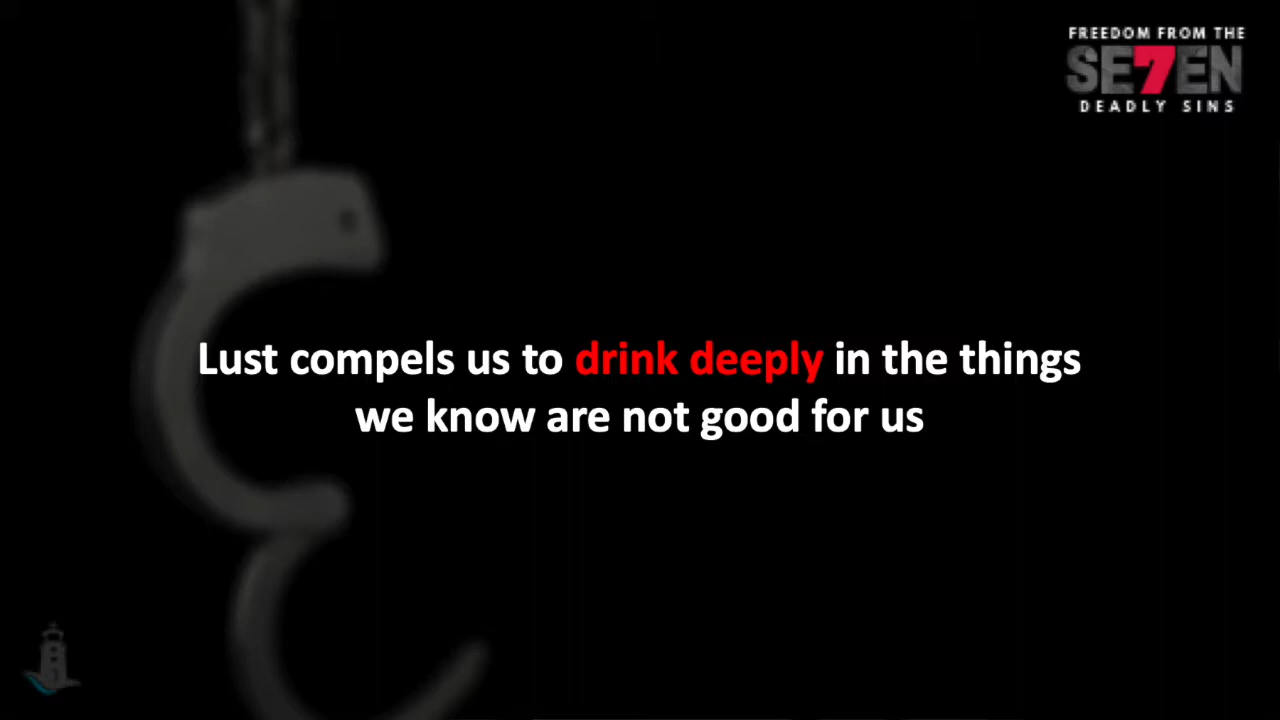 FREEDOM FROM THE
SE7EN
DEADLY SINS
Lust compels us to drink deeply in the things
we know are not good for us